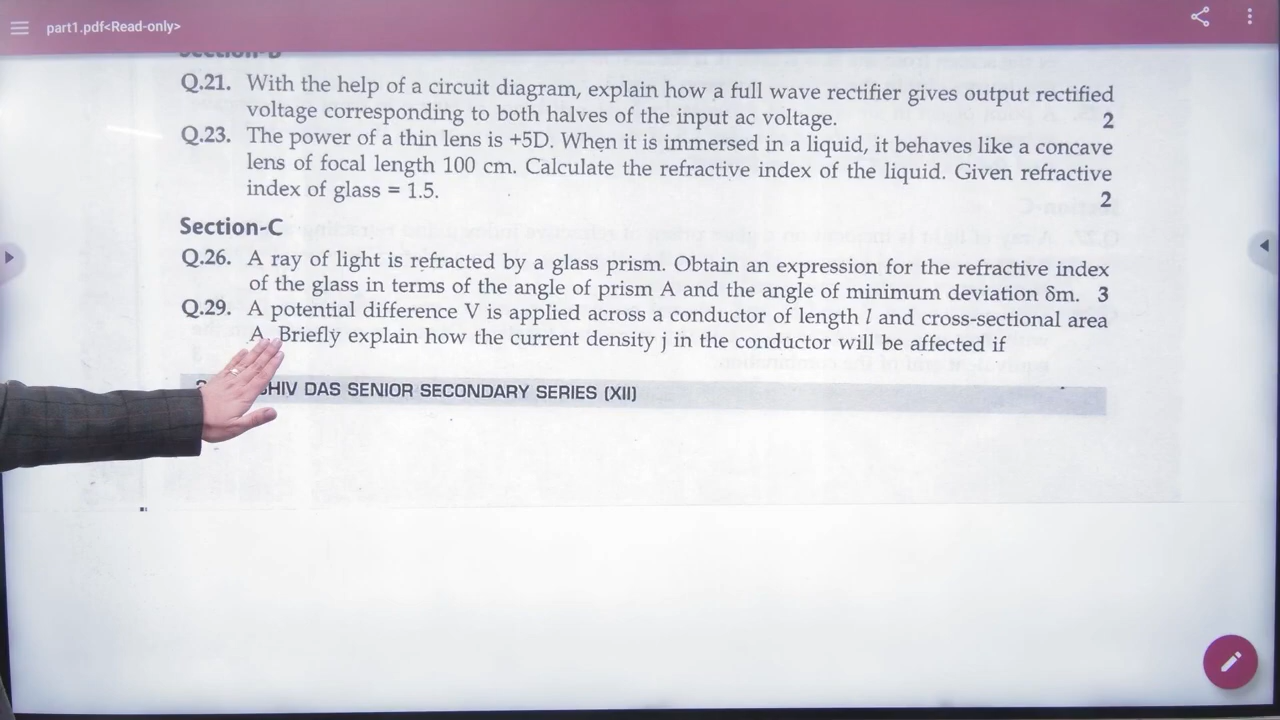 part1.pdf<Read-only>
Section-B
Q.21. With the help of a circuit diagram, explain how a full wave rectifier gives output rectified
voltage corresponding to both halves of the input ac voltage. 2
Q.23. The power of a thin lens is +5D. When it is immersed in a liquid, it behaves like a concave
lens of focal length 100 cm. Calculate the refractive index of the liquid. Given refractive
index of glass = 1.5. 2
Section-C
Q.26. A ray of light is refracted by a glass prism. Obtain an expression for the refractive index
of the glass in terms of the angle of prism A and the angle of minimum deviation δm. 3
Q.29. A potential difference V is applied across a conductor of length l and cross-sectional area
A. Briefly explain how the current density j in the conductor will be affected if
SHIV DAS SENIOR SECONDARY SERIES (XII)